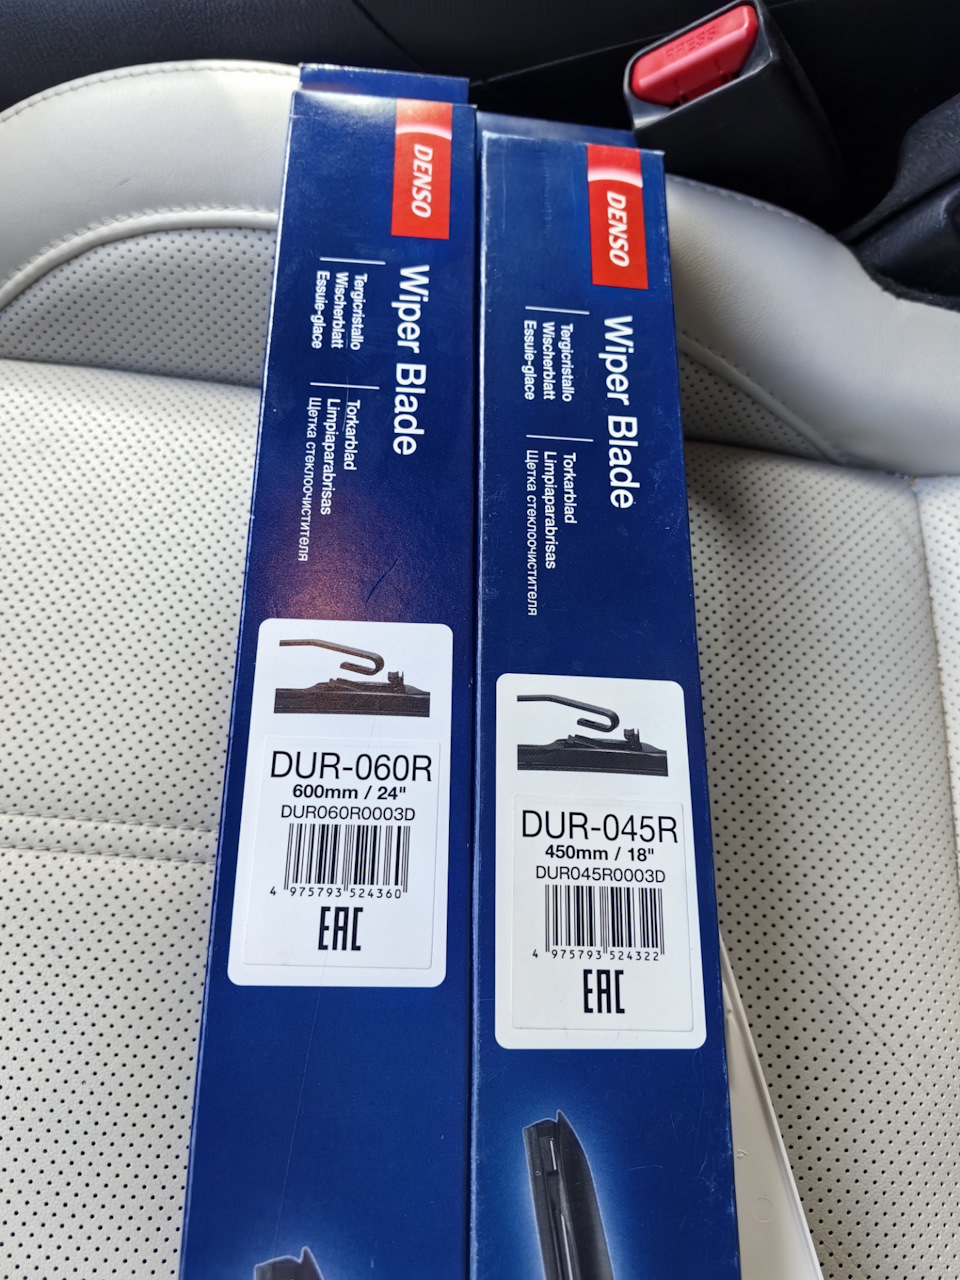 PRESS
DENSO
Wiper Blade
Tergicristallo
Wischerblatt
Essuie-glace
Torkarblad
Limpiaparabrisas
Щетка стеклоочистителя
DUR-060R
600mm / 24"
DUR060R0003D
4 975793 524360
EAC
DENSO
Wiper Blade
Tergicristallo
Wischerblatt
Essuie-glace
Torkarblad
Limpiaparabrisas
Щетка стеклоочистителя
DUR-045R
450mm / 18"
DUR045R0003D
4 975793 524322
EAC